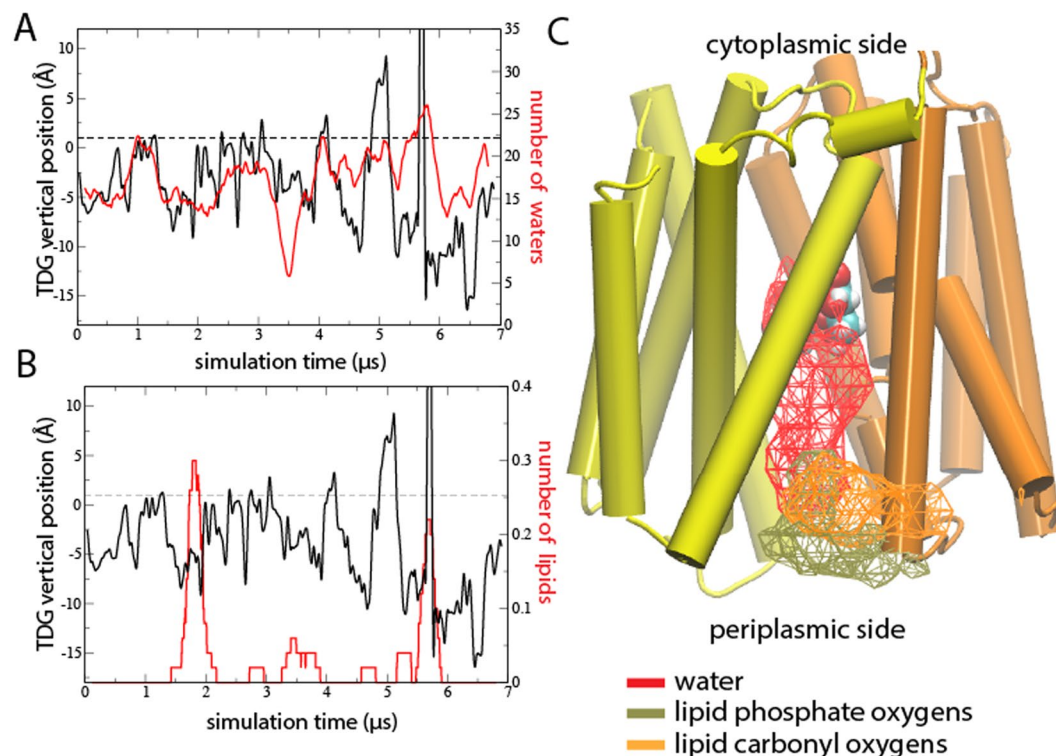 A
TDG vertical position (Å)
10
5
0
-5
-10
-15
35
30
25
20
15
10
5
0
number of waters
0 1 2 3 4 5 6 7
simulation time (µs)
B
TDG vertical position (Å)
10
5
0
-5
-10
-15
0.4
0.3
0.2
0.1
0
number of lipids
0 1 2 3 4 5 6 7
simulation time (µs)
C
cytoplasmic side
periplasmic side
water
lipid phosphate oxygens
lipid carbonyl oxygens